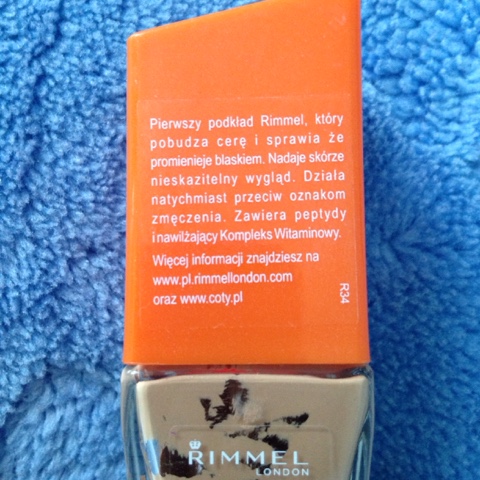 Pierwszy podkład Rimmel, który
pobudza cerę i sprawia że
promienieje blaskiem. Nadaje skórze
nieskazitelny wygląd. Działa
natychmiast przeciw oznakom
zmęczenia. Zawiera peptydy
i nawilżający Kompleks Witaminowy.
Więcej informacji znajdziesz na
www.pl.rimmellondon.com
oraz www.coty.pl
R34
RIMMEL
LONDON